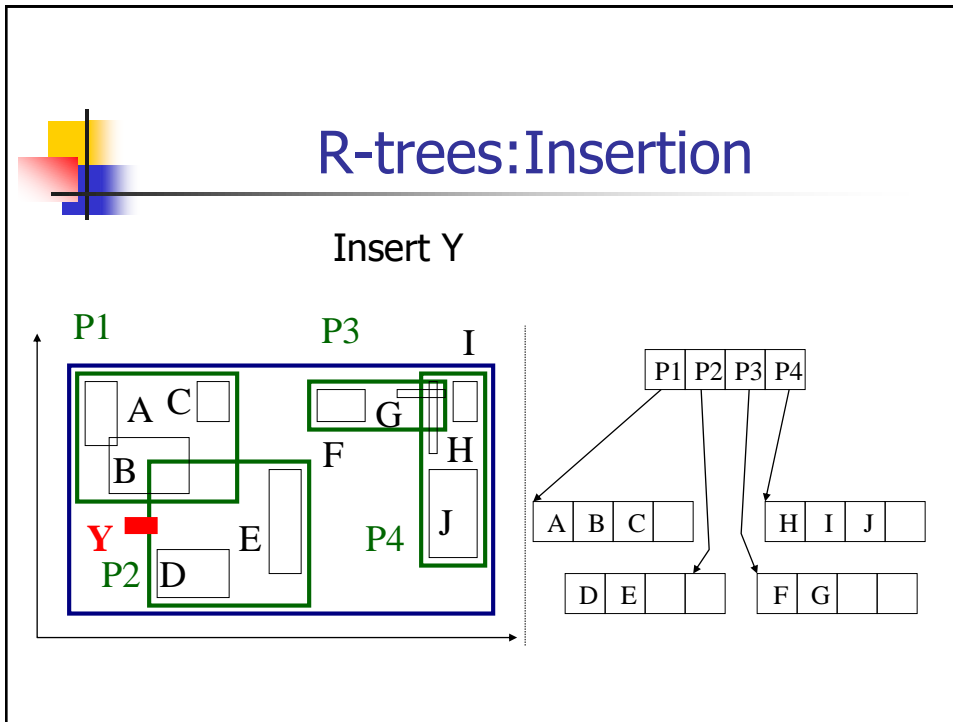 R-trees:Insertion
Insert Y
P1
P3
I
A
C
G
B
F
H
Y
E
P4
J
P2
D
P1 P2 P3 P4
A B C
H I J
D E
F G